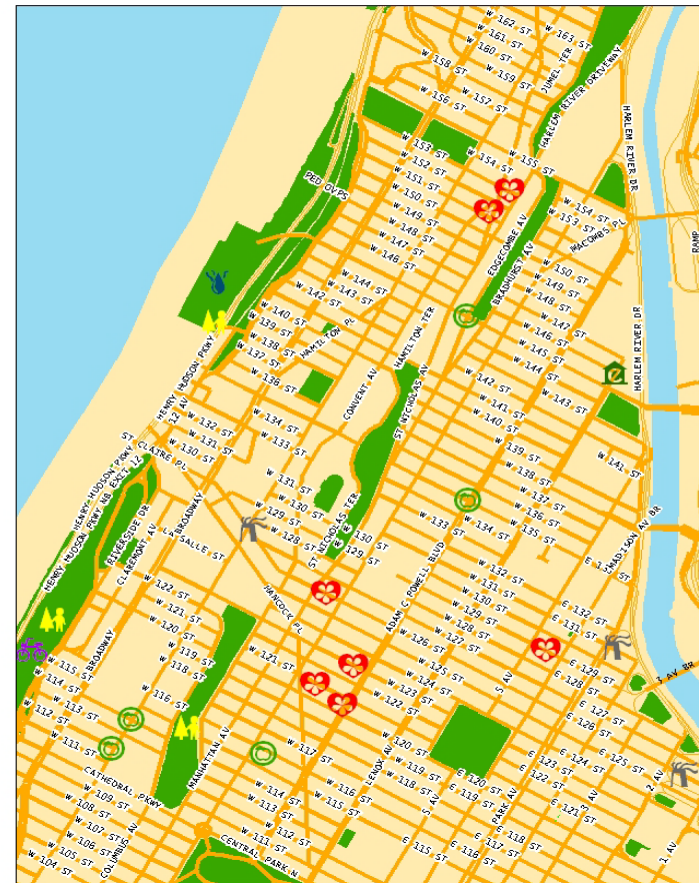 W 162 ST
W 163 ST
W 161 ST
W 160 ST
JUMEL TER
W 158 ST
W 159 ST
HARLEM RIVER DRIVEWAY
W 156 ST
W 157 ST
HARLEM RIVER DR
W 153 ST
W 154 ST
W 155 ST
W 152 ST
W 151 ST
PED OVPS
W 150 ST
W 149 ST
W 154 ST
W 153 ST
MACOMBS PL
W 148 ST
EDGECOMBE AV
W 147 ST
RAMP
W 146 ST
BRADHURST AV
W 150 ST
W 149 ST
W 144 ST
W 148 ST
W 143 ST
W 142 ST
W 147 ST
W 140 ST
W 146 ST
W 139 ST
HAMILTON PL
HAMILTON TER
W 145 ST
HARLEM RIVER DR
W 138 ST
W 144 ST
W 137 ST
HENRY HUDSON PKWY
W 136 ST
CONVENT AV
ST NICHOLAS AV
W 142 ST
W 143 ST
W 141 ST
12 AV
W 132 ST
W 134 ST
W 140 ST
W 131 ST
W 133 ST
W 139 ST
W 130 ST
W 141 ST
ST CLAIRE PL
W 138 ST
HENRY HUDSON PKWY
W 131 ST
W 137 ST
HENRY HUDSON PKWY NB EXIT 12
BROADWAY
W 130 ST
W 136 ST
W 129 ST
W 133 ST
W 134 ST
W 135 ST
RIVERSIDE DR
W 128 ST
ST NICHOLAS TER
W 130 ST
W 129 ST
MADISON AV BR
CLAREMONT AV
LA SALLE ST
E 135 ST
W 132 ST
W 122 ST
HANCOCK PL
ADAM C POWELL BLVD
W 131 ST
W 130 ST
W 121 ST
W 129 ST
E 132 ST
W 120 ST
W 128 ST
E 131 ST
W 127 ST
W 119 ST
W 126 ST
BROADWAY
W 118 ST
W 121 ST
W 125 ST
E 129 ST
W 115 ST
W 124 ST
5 AV
E 128 ST
3 AV BR
W 114 ST
W 116 ST
W 123 ST
E 127 ST
W 113 ST
W 122 ST
E 126 ST
W 112 ST
W 111 ST
MANHATTAN AV
W 117 ST
W 120 ST
E 125 ST
LENOX AV
W 119 ST
E 124 ST
E 123 ST
CATHEDRAL PKWY
W 118 ST
E 120 ST
E 122 ST
2 AV
W 109 ST
W 114 ST
W 116 ST
E 119 ST
E 121 ST
3 AV
W 108 ST
W 113 ST
W 115 ST
5 AV
PARK AV
W 107 ST
W 112 ST
E 118 ST
W 106 ST
W 111 ST
E 117 ST
W 105 ST
COLUMBUS AV
CENTRAL PARK N
E 115 ST
E 116 ST
1 AV
W 104 ST